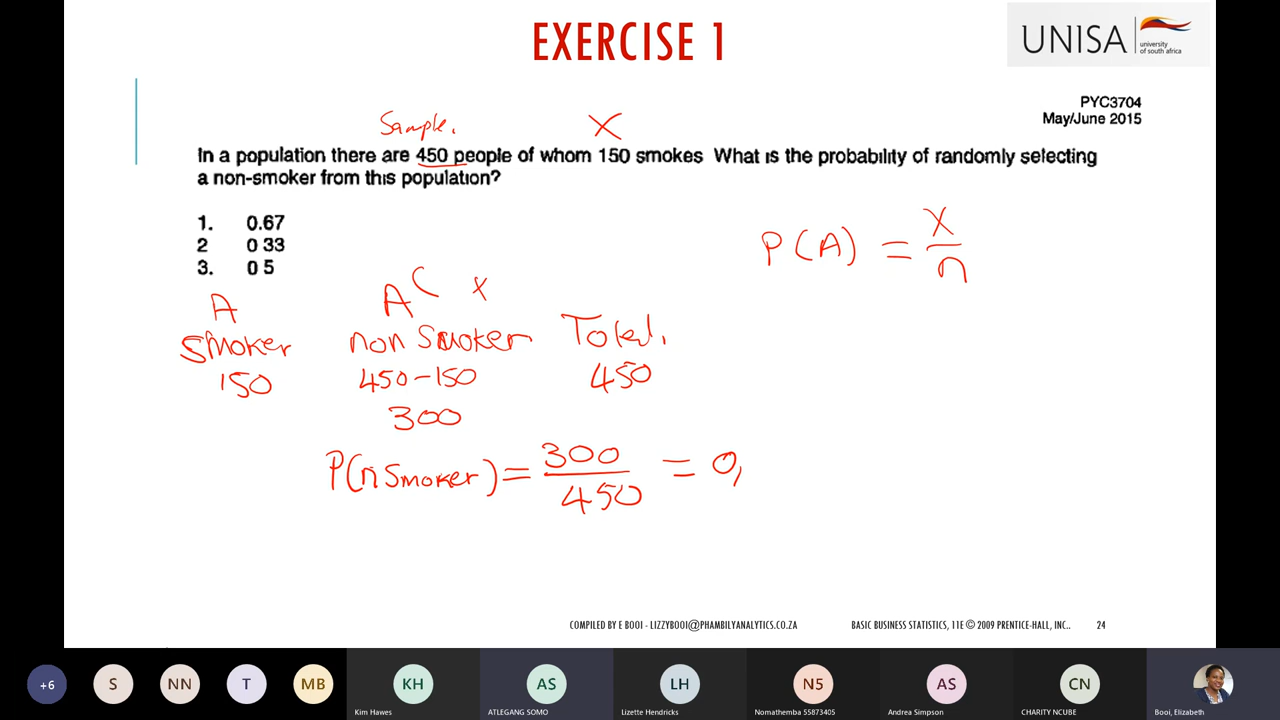 EXERCISE 1
UNISA university of south africa
PYC3704
May/June 2015
Sample. X
In a population there are 450 people of whom 150 smokes What is the probability of randomly selecting
a non-smoker from this population?
1. 0.67
2 0 33
3. 0 5
P(A) = X/n
A A( x
smoker non Smoker Total.
150 450-150 450
300
P(nSmoker) = 300/450 = 0,
COMPILED BY E BOOI - LIZZYBOOI@PHAMBILYANALYTICS.CO.ZA BASIC BUSINESS STATISTICS, 11E © 2009 PRENTICE-HALL, INC.. 24
+6 S NN T MB KH AS LH N5 AS CN
Kim Hawes ATLEGANG SOMO Lizette Hendricks Nomathemba 55873405 Andrea Simpson CHARITY NCUBE Booi, Elizabeth